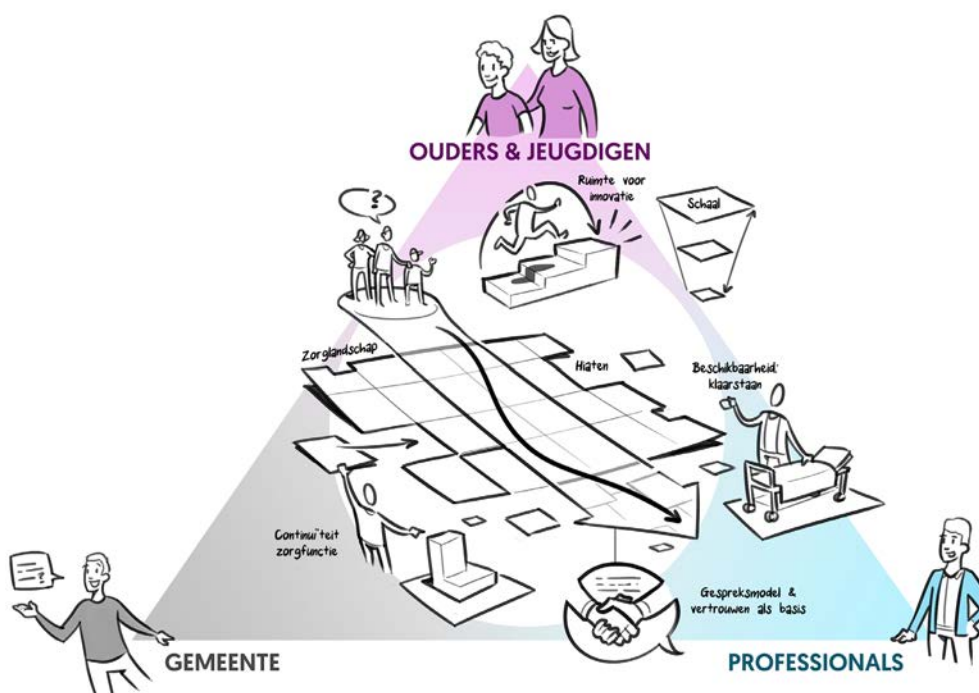 OUDERS & JEUGDIGEN
Ruimte voor
innovatie
Schaal
?
Zorglandschap
Hiaten
Beschikbaarheid:
klaarstaan
Continuïteit
zorgfunctie
?
Gespreksmodel &
vertrouwen als basis
GEMEENTE
PROFESSIONALS